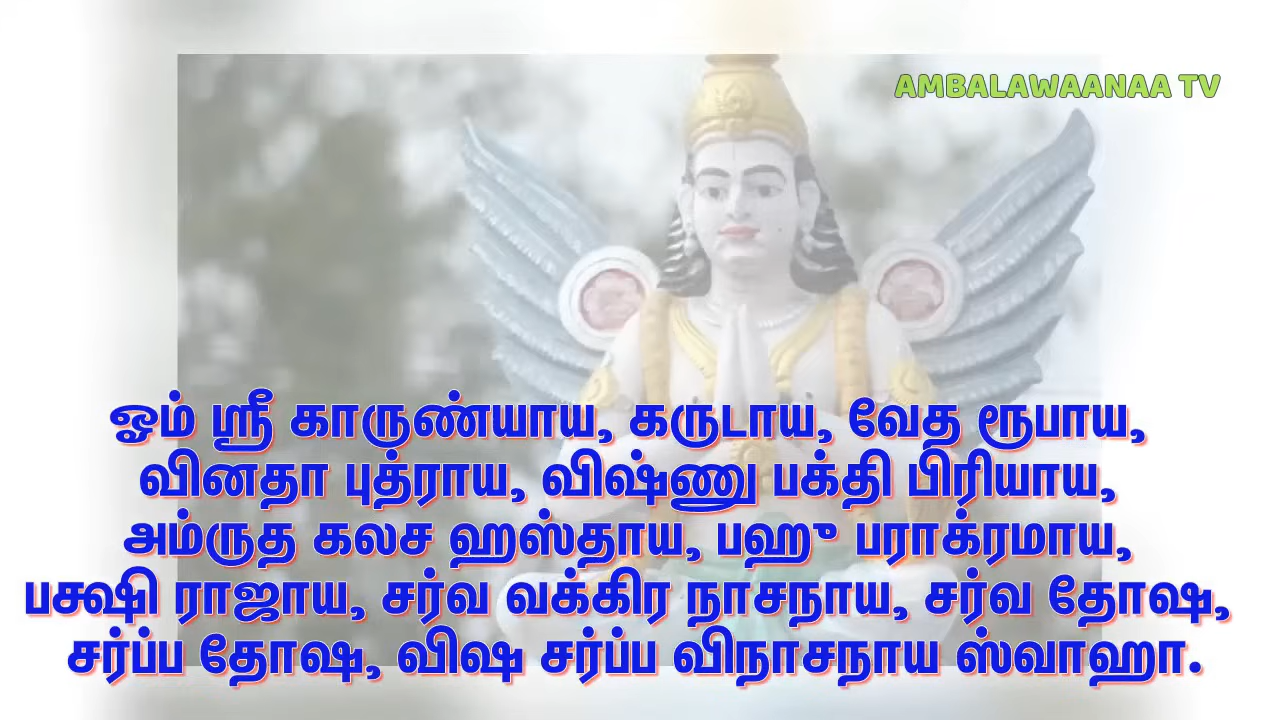 AMBALAWAANAA TV
ஓம் ஸ்ரீ காருண்யாய, கருடாய, வேத ரூபாய,
வினதா புத்ராய, விஷ்ணு பக்தி பிரியாய,
அம்ருத கலச ஹஸ்தாய, பஹு பராக்ரமாய,
பக்ஷி ராஜாய, சர்வ வக்கிர நாசநாய, சர்வ தோஷ,
சர்ப்ப தோஷ, விஷ சர்ப்ப விநாசநாய ஸ்வாஹா.